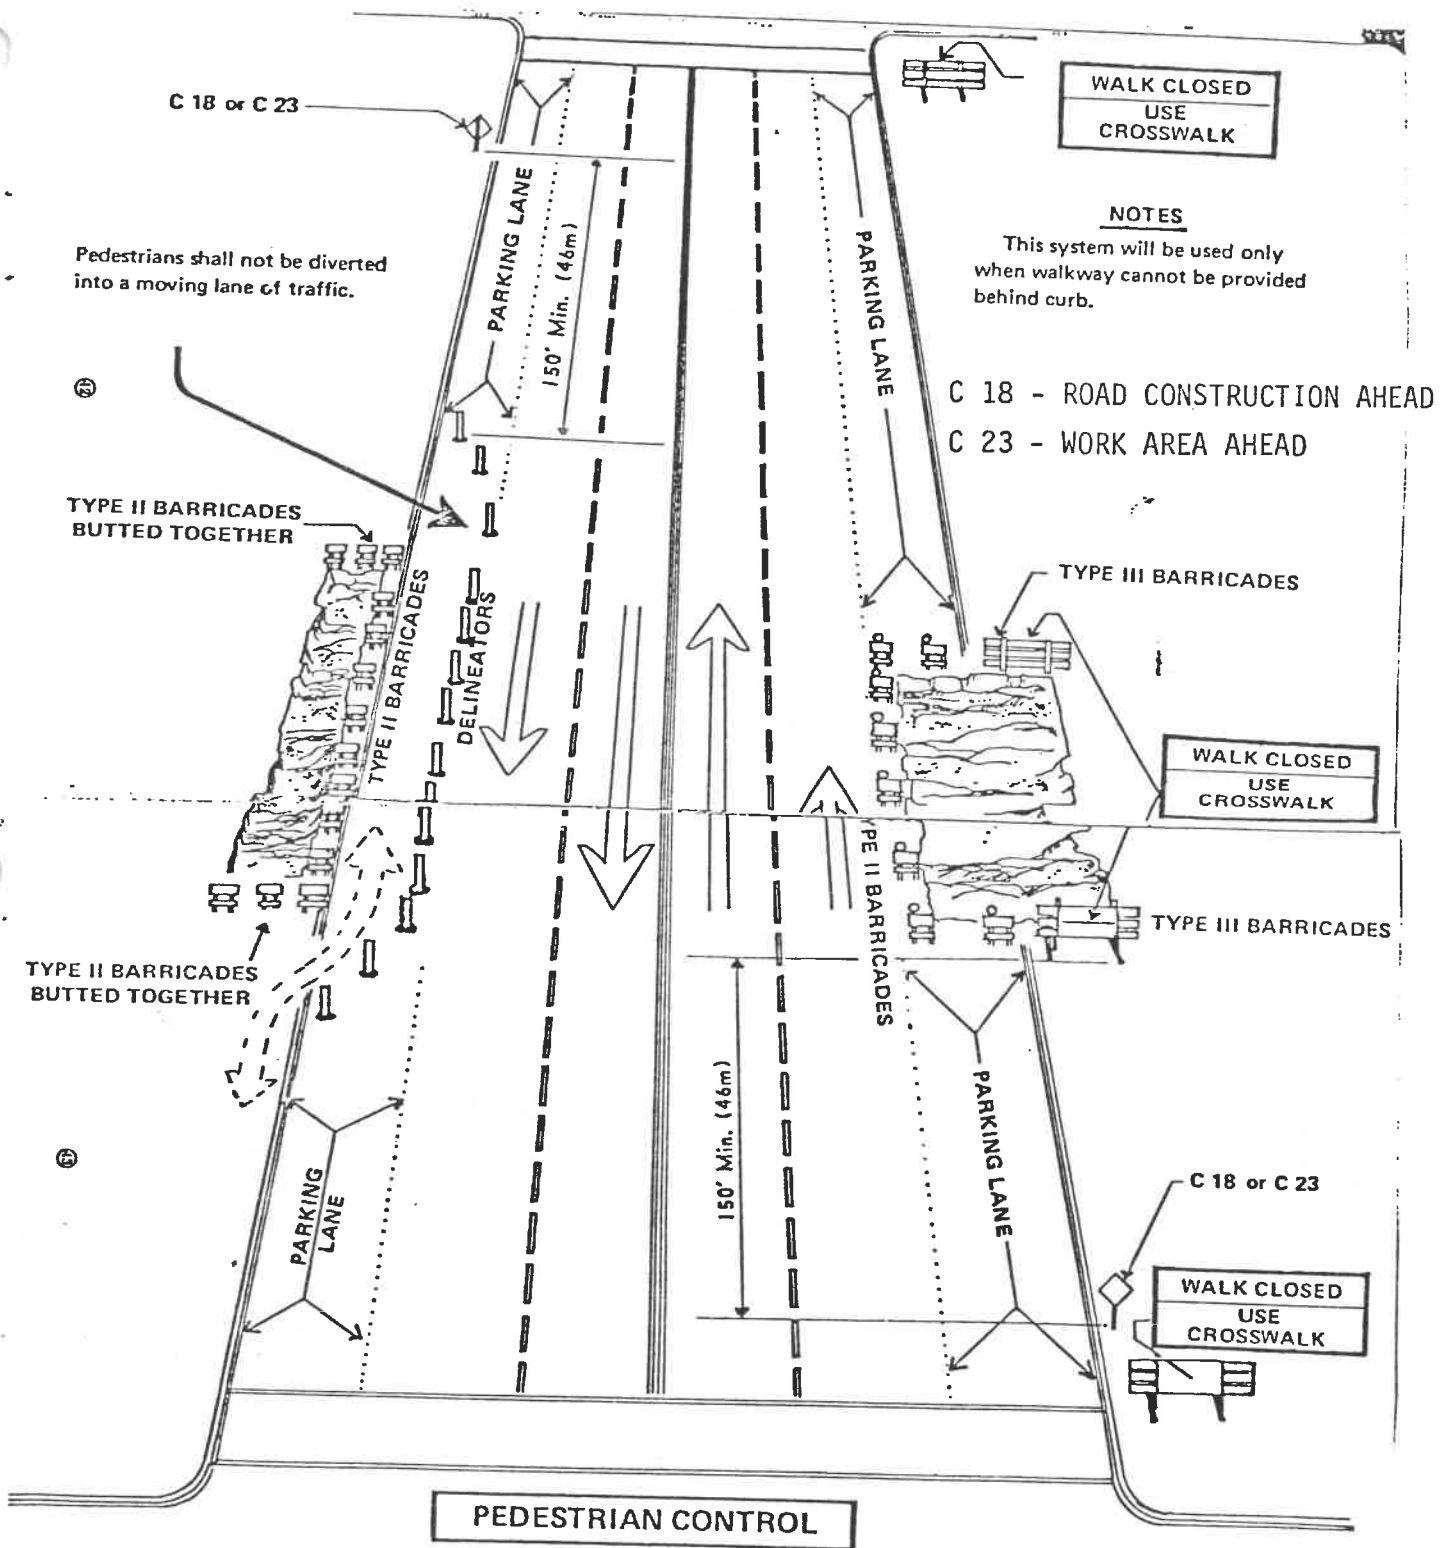 C 18 or C 23
WALK CLOSED
USE
CROSSWALK
NOTES
This system will be used only
when walkway cannot be provided
behind curb.
Pedestrians shall not be diverted
into a moving lane of traffic.
PARKING LANE
150' Min. (46m)
PARKING LANE
C 18 - ROAD CONSTRUCTION AHEAD
C 23 - WORK AREA AHEAD
42
TYPE II BARRICADES
BUTTED TOGETHER
TYPE II BARRICADES
DELINEATORS
TYPE III BARRICADES
WALK CLOSED
USE
CROSSWALK
TYPE II BARRICADES
TYPE III BARRICADES
TYPE II BARRICADES
BUTTED TOGETHER
150' Min. (46m)
PARKING LANE
43
PARKING
LANE
C 18 or C 23
WALK CLOSED
USE
CROSSWALK
PEDESTRIAN CONTROL